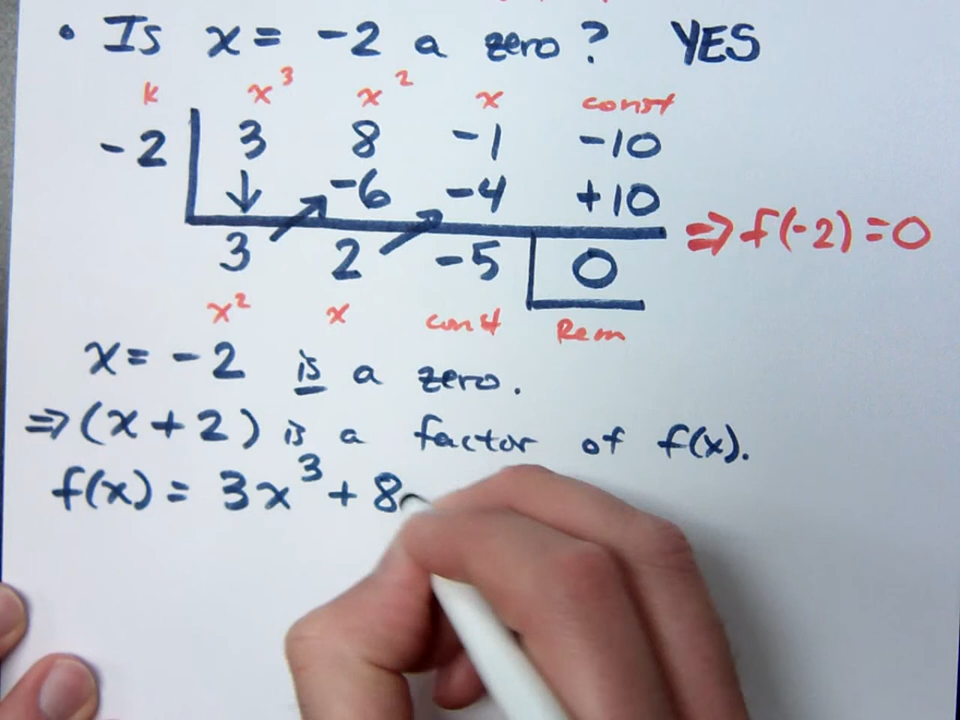 • Is x = -2 a zero? YES
k x³ x² x const
-2 3 8 -1 -10
↓ -6 -4 +10
⇒ f(-2) = 0
3 2 -5 0
x² x const Rem
x = -2 is a zero.
⇒ (x + 2) is a factor of f(x).
f(x) = 3x³ + 8